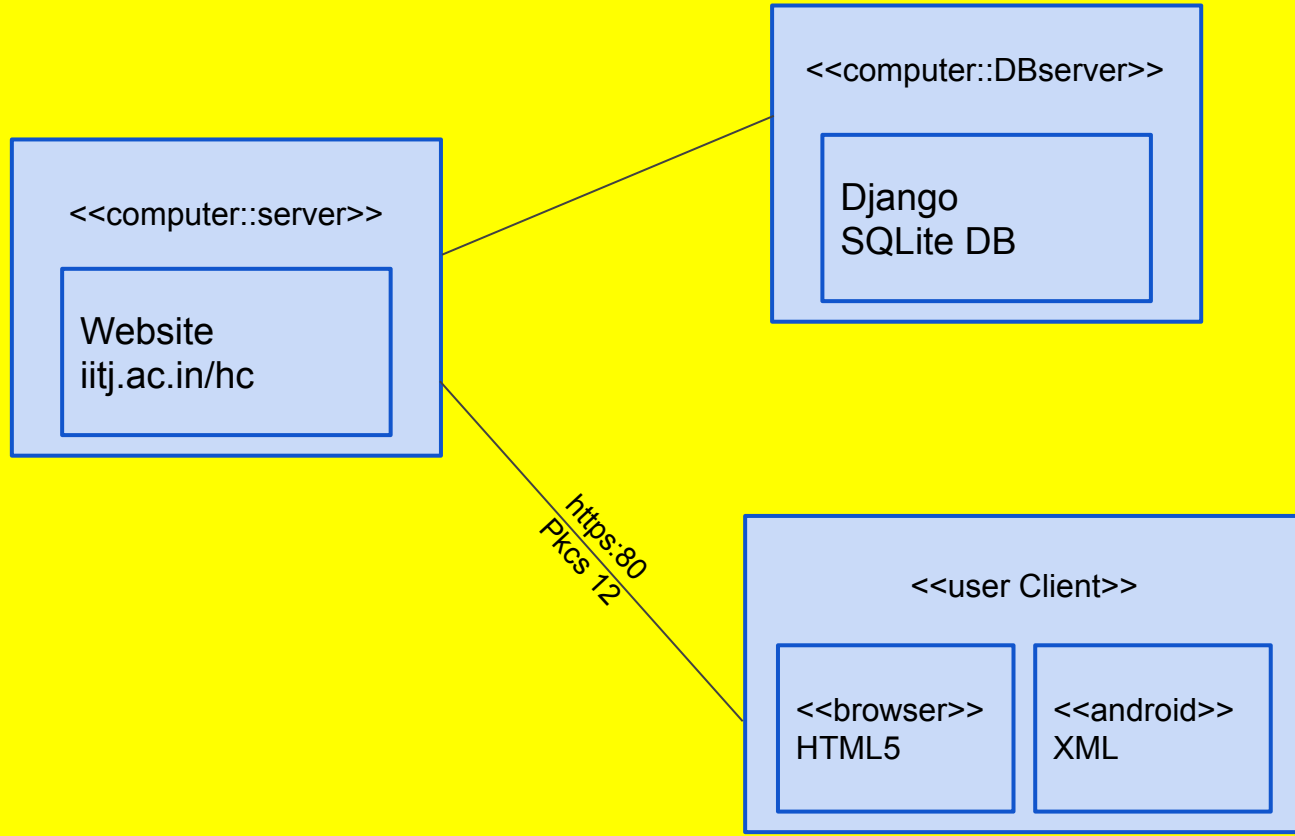 <<computer::DBserver>>
Django
SQLite DB
<<computer::server>>
Website
iitj.ac.in/hc
https:80
Pkcs 12
<<user Client>>
<<browser>>
HTML5
<<android>>
XML